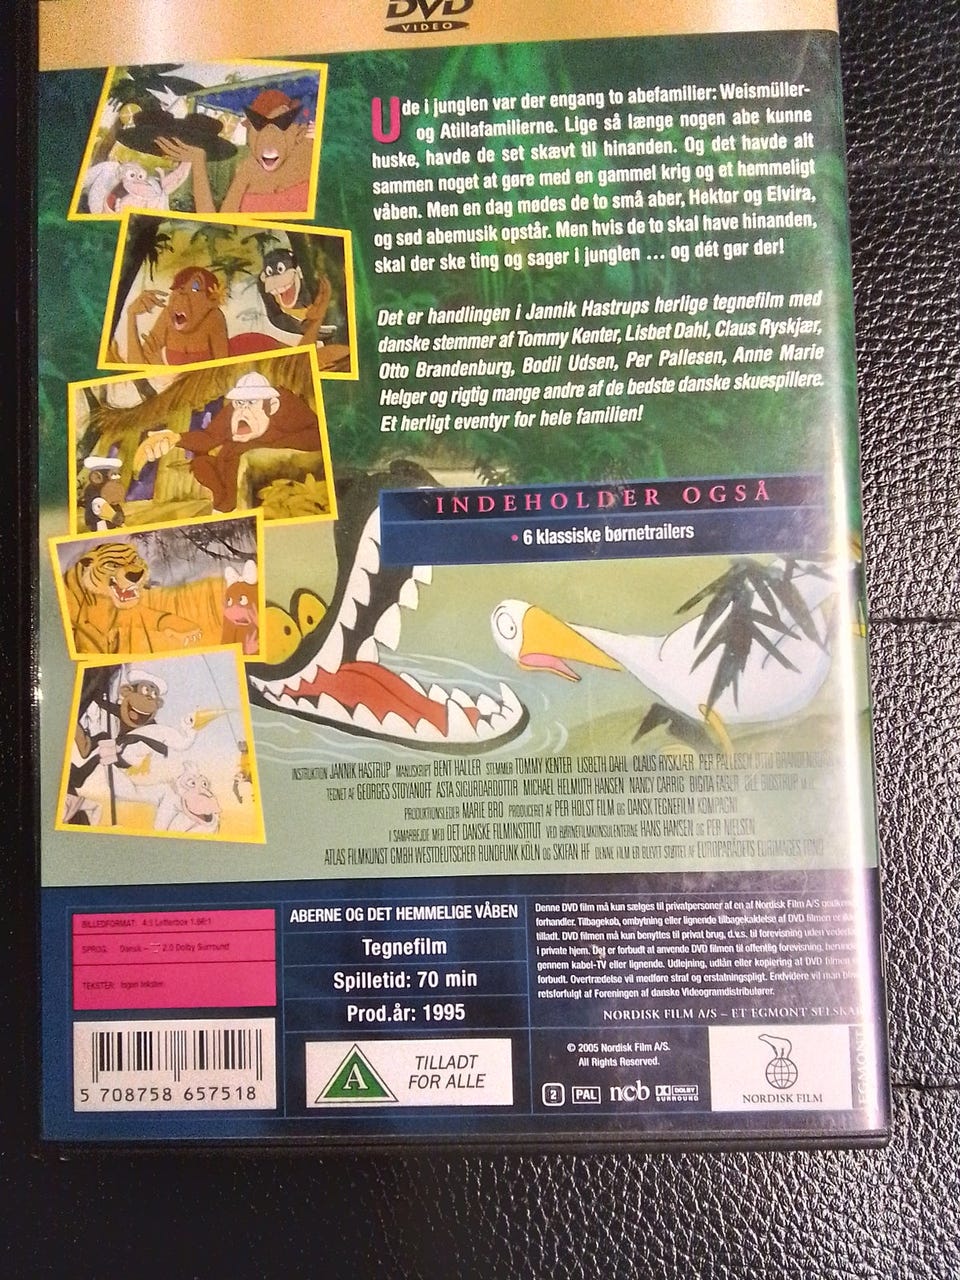 DVD
VIDEO
Ude i junglen var der engang to abefamilier: Weismüller-
og Atillafamilierne. Lige så længe nogen abe kunne
huske, havde de set skævt til hinanden. Og det havde alt
sammen noget at gøre med en gammel krig og et hemmeligt
våben. Men en dag mødes de to små aber, Hektor og Elvira,
og sød abemusik opstår. Men hvis de to skal have hinanden,
skal der ske ting og sager i junglen ... og dét gør der!
Det er handlingen i Jannik Hastrups herlige tegnefilm med
danske stemmer af Tommy Kenter, Lisbet Dahl, Claus Ryskjær,
Otto Brandenburg, Bodil Udsen, Per Pallesen, Anne Marie
Helger og rigtig mange andre af de bedste danske skuespillere.
Et herligt eventyr for hele familien!
INDEHOLDER OGSÅ
• 6 klassiske børnetrailers
INSTRUKTION JANNIK HASTRUP MANUSKRIPT BENT HALLER STEMMER TOMMY KENTER LISBETH DAHL CLAUS RYSKJÆR PER PALLESEN OTTO BRANDENBURG
TEGNET AF GEORGES STOYANOFF ASTA SIGURDARDOTTIR MICHAEL HELMUTH HANSEN NANCY CARRIG BIGITA FABER
PRODUKTIONSLEDER MARIE BRO PRODUCERET AF PER HOLST FILM OG DANSK TEGNEFILM KOMPAGNI
I SAMARBEJDE MED DET DANSKE FILMINSTITUT VED BØRNEFILMKONSULENTERNE HANS HANSEN OG PER NIELSEN
ATLAS FILMKUNST GMBH WESTDEUTSCHER RUNDFUNK KÖLN OG SKIFAN HF DENNE FILM ER BLEVET STØTTET AF EUROPARÅDETS EURIMAGES FOND
BILLEDFORMAT: 4:3 Letterbox 1.66:1
SPROG: Dansk - 2.0 Dolby Surround
TEKSTER: Ingen tekster
ABERNE OG DET HEMMELIGE VÅBEN
Tegnefilm
Spilletid: 70 min
Prod.år: 1995
Denne DVD film må kun sælges til privatpersoner af en af Nordisk Film A/S
forhandler. Tilbagekøb, ombytning eller lignende tilbagekaldelse af DVD filmen er
tilladt. DVD filmen må kun benyttes til privat brug, d.v.s. til forevisning uden
i private hjem. Det er forbudt at anvende DVD filmen til offentlig forevisning,
gennem kabel-TV eller lignende. Udlejning, udlån eller kopiering af DVD filmen
forbudt. Overtrædelse vil medføre straf og erstatningspligt. Endvidere vil man
retsforfulgt af Foreningen af danske Videogramdistributører.
NORDISK FILM A/S – ET EGMONT SELSKAB
5 708758 657518
A
TILLADT
FOR ALLE
© 2005 Nordisk Film A/S.
All Rights Reserved.
2 PAL ncb DOLBY
SURROUND
NORDISK FILM
EGMONT